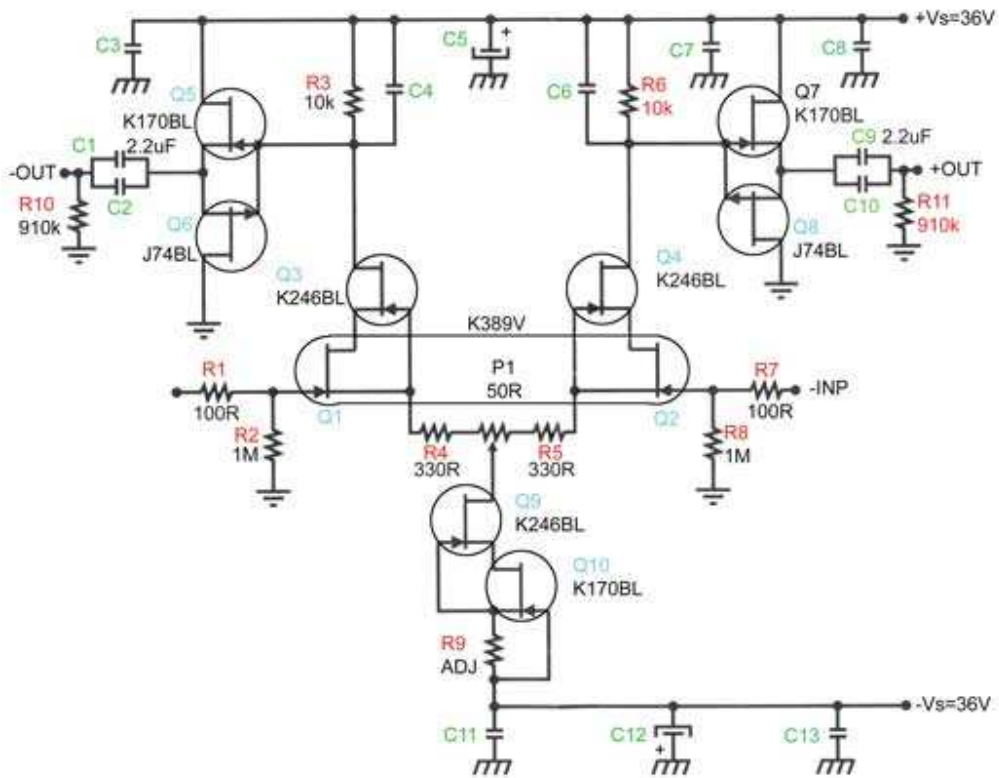 +Vs=36V
C3
C5
+
C7
C8
Q5
R3
10k
C4
C6
R6
10k
Q7
K170BL
K170BL
C1
2.2uF
C9
2.2uF
-OUT
+OUT
R10
910k
C2
Q6
C10
R11
910k
Q8
J74BL
J74BL
Q3
K246BL
Q4
K246BL
K389V
P1
50R
R1
100R
R7
100R
-INP
Q1
Q2
R2
1M
R8
1M
R4
330R
R5
330R
Q9
K246BL
Q10
K170BL
R9
ADJ
-Vs=36V
C11
C12
+
C13